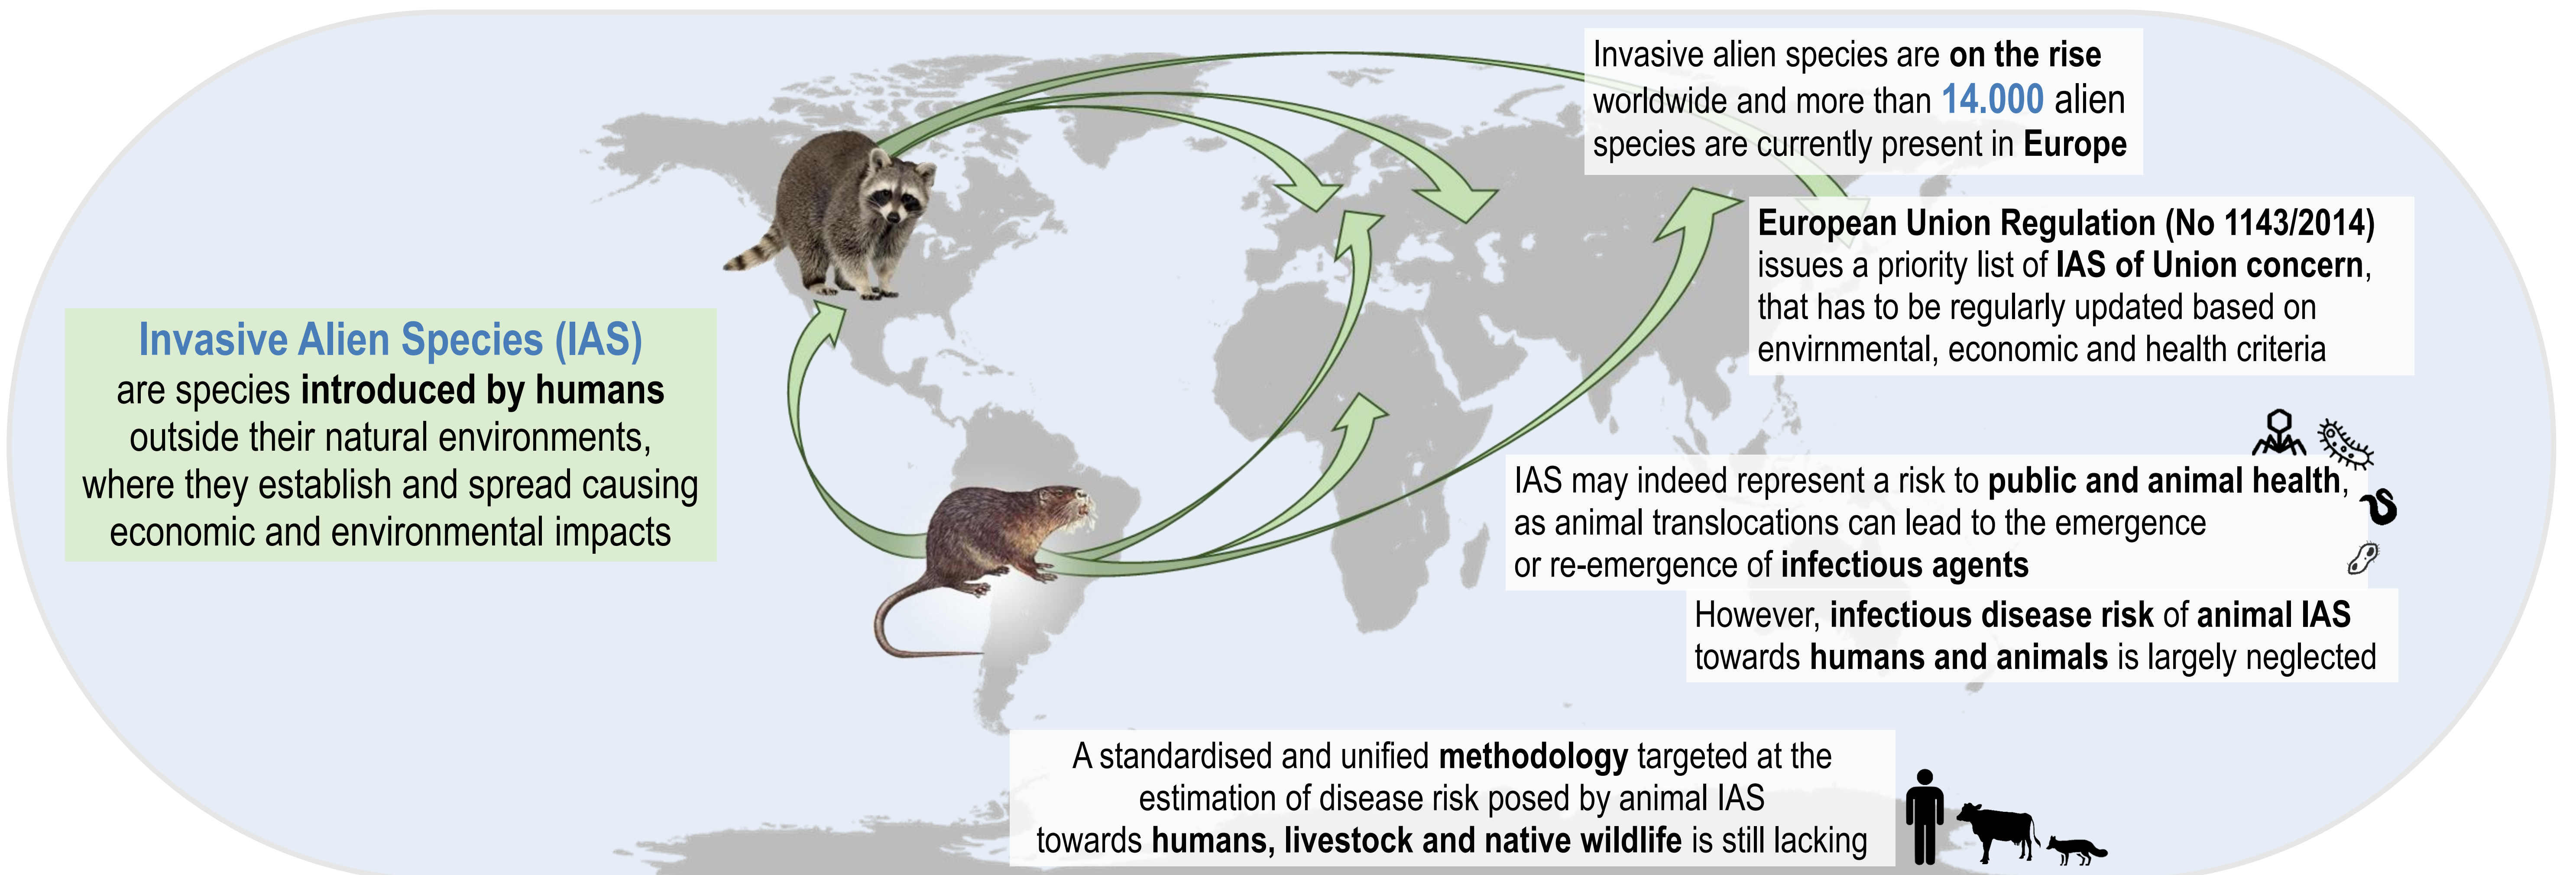 Invasive Alien Species (IAS)
are species introduced by humans
outside their natural environments,
where they establish and spread causing
economic and environmental impacts
Invasive alien species are on the rise
worldwide and more than 14.000 alien
species are currently present in Europe
European Union Regulation (No 1143/2014)
issues a priority list of IAS of Union concern,
that has to be regularly updated based on
envirnmental, economic and health criteria
IAS may indeed represent a risk to public and animal health,
as animal translocations can lead to the emergence
or re-emergence of infectious agents
However, infectious disease risk of animal IAS
towards humans and animals is largely neglected
A standardised and unified methodology targeted at the
estimation of disease risk posed by animal IAS
towards humans, livestock and native wildlife is still lacking